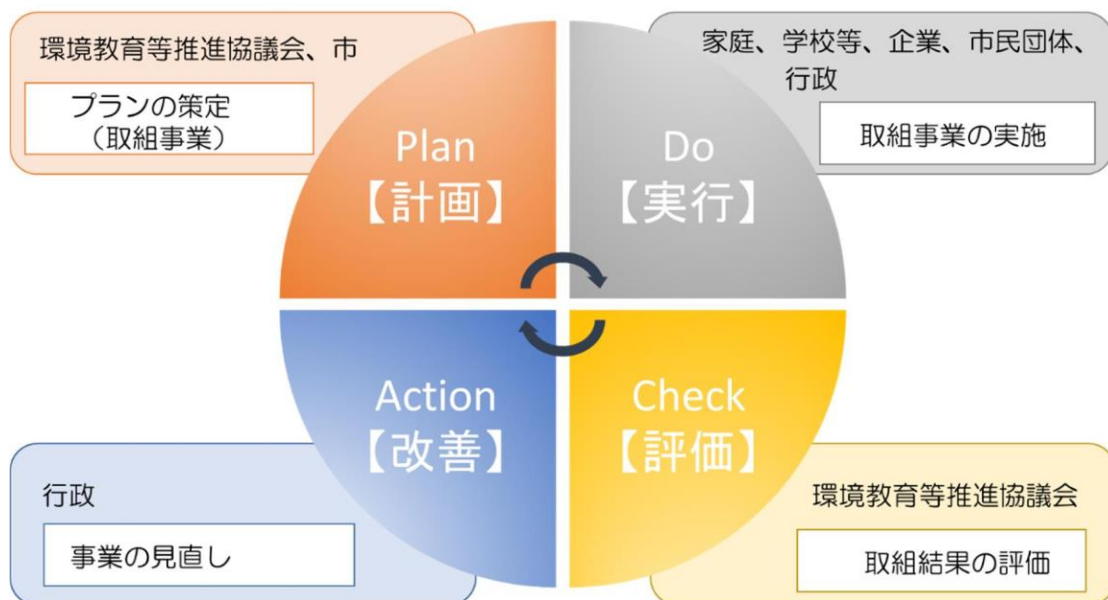 環境教育等推進協議会、市
プランの策定
（取組事業）
Plan
【計画】
家庭、学校等、企業、市民団体、
行政
取組事業の実施
Do
【実行】
Action
【改善】
行政
事業の見直し
Check
【評価】
環境教育等推進協議会
取組結果の評価